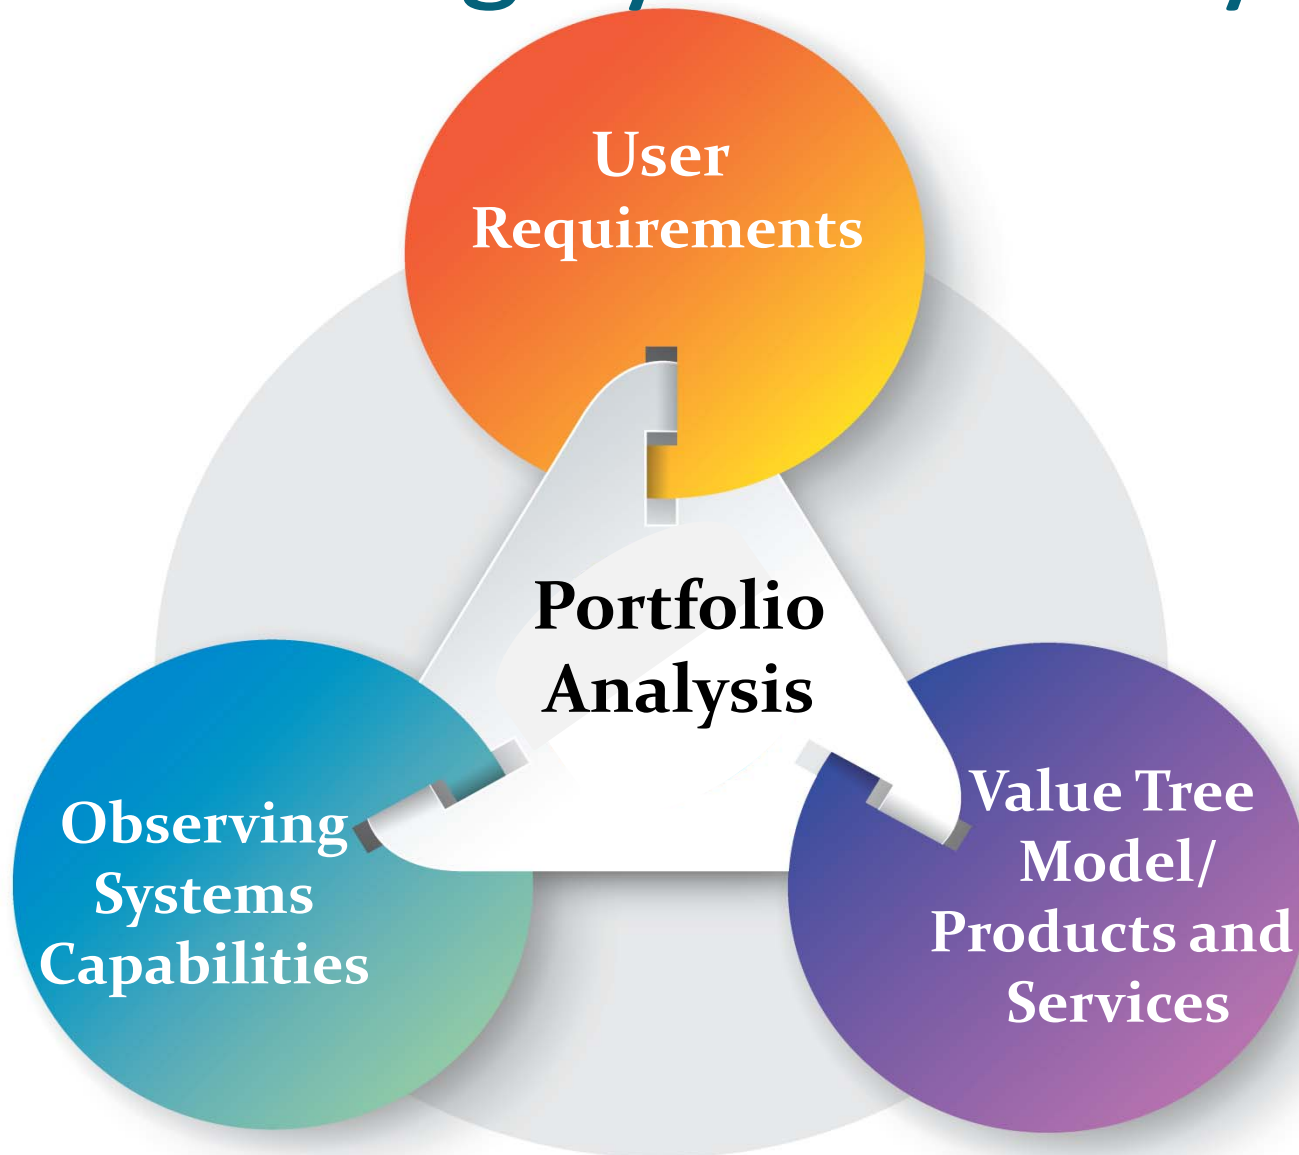 User
Requirements
Portfolio
Analysis
Observing
Systems
Capabilities
Value Tree
Model/
Products and
Services